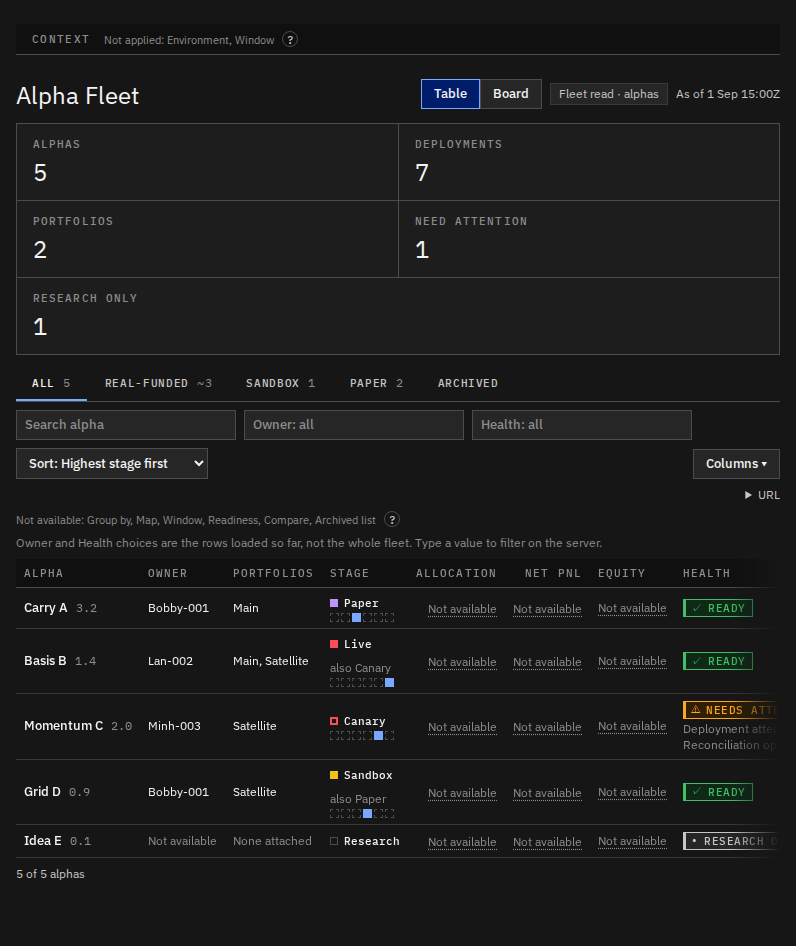 CONTEXT Not applied: Environment, Window ?
Alpha Fleet Table Board Fleet read · alphas As of 1 Sep 15:00Z
ALPHAS DEPLOYMENTS
5 7
PORTFOLIOS NEED ATTENTION
2 1
RESEARCH ONLY
1
ALL 5 REAL-FUNDED ~3 SANDBOX 1 PAPER 2 ARCHIVED
Search alpha Owner: all Health: all
Sort: Highest stage first Columns ▾
▶ URL
Not available: Group by, Map, Window, Readiness, Compare, Archived list ?
Owner and Health choices are the rows loaded so far, not the whole fleet. Type a value to filter on the server.
ALPHA OWNER PORTFOLIOS STAGE ALLOCATION NET PNL EQUITY HEALTH
Carry A 3.2 Bobby-001 Main Paper Not available Not available Not available ✓ READY
Basis B 1.4 Lan-002 Main, Satellite Live Not available Not available Not available ✓ READY
also Canary
Momentum C 2.0 Minh-003 Satellite Canary Not available Not available Not available ⚠ NEEDS ATTE
Deployment atte
Reconciliation op
Grid D 0.9 Bobby-001 Satellite Sandbox Not available Not available Not available ✓ READY
also Paper
Idea E 0.1 Not available None attached Research Not available Not available Not available • RESEARCH O
5 of 5 alphas